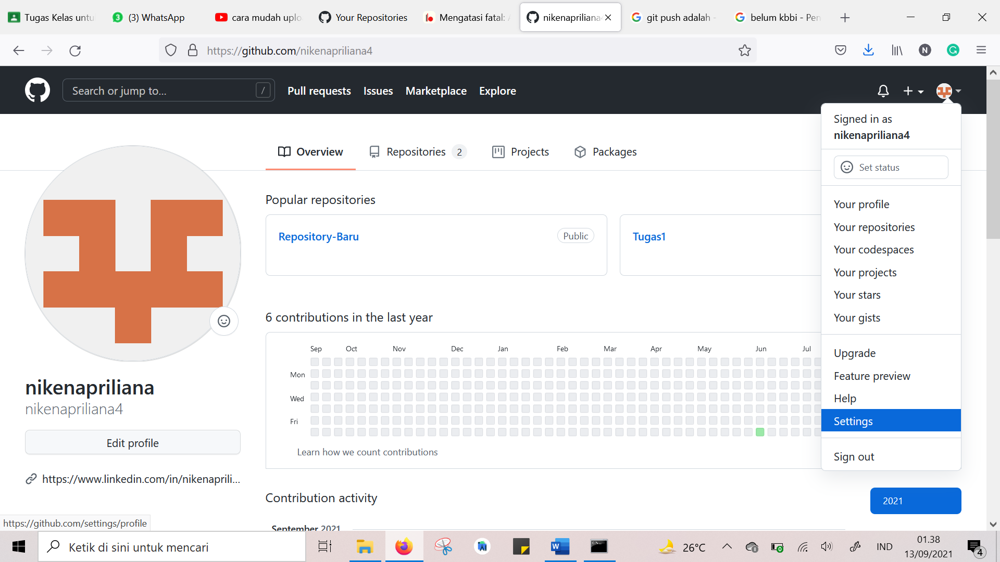 Tugas Kelas untu
(3) WhatsApp
cara mudah uplo
Your Repositories
Mengatasi fatal:
nikenapriliana
git push adalah -
belum kbbi - Pen
https://github.com/nikenapriliana4
N
G
Search or jump to...
/
Pull requests
Issues
Marketplace
Explore
Signed in as
nikenapriliana4
Set status
Your profile
Your repositories
Your codespaces
Your projects
Your stars
Your gists
Upgrade
Feature preview
Help
Settings
Sign out
Overview
Repositories 2
Projects
Packages
Popular repositories
Repository-Baru
Public
Tugas1
6 contributions in the last year
Sep Oct Nov Dec Jan Feb Mar Apr May Jun Jul
Mon
Wed
Fri
Learn how we count contributions
nikenapriliana
nikenapriliana4
Edit profile
https://www.linkedin.com/in/nikenaprili...
Contribution activity
2021
September 2021
https://github.com/settings/profile
Ketik di sini untuk mencari
26°C
IND
01.38
13/09/2021
4